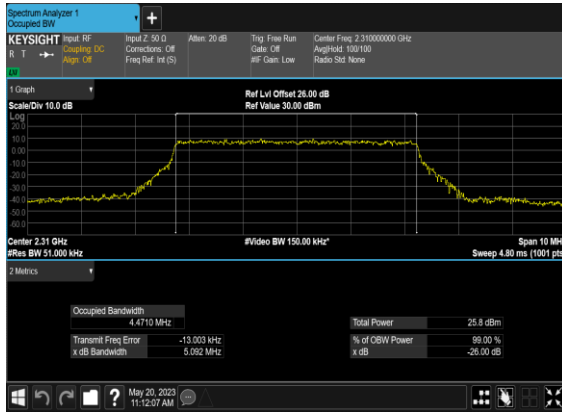 Spectrum Analyzer 1
Occupied BW
+
KEYSIGHT
R T
Input: RF
Coupling: DC
Align: Off
Input Z: 50 Ω
Corrections: Off
Freq Ref: Int (S)
Atten: 20 dB
Trig: Free Run
Gate: Off
#IF Gain: Low
Center Freq: 2.310000000 GHz
Avg|Hold: 100/100
Radio Std: None
1 Graph
Scale/Div 10.0 dB
Ref Lvl Offset 26.00 dB
Ref Value 30.00 dBm
Log
20.0
10.0
0.00
-10.0
-20.0
-30.0
-40.0
-50.0
-60.0
Center 2.31 GHz
#Res BW 51.000 kHz
#Video BW 150.00 kHz*
Span 10 MH
Sweep 4.80 ms (1001 pts
2 Metrics
Occupied Bandwidth
4.4710 MHz
Transmit Freq Error -13.003 kHz
x dB Bandwidth 5.092 MHz
Total Power 25.8 dBm
% of OBW Power 99.00 %
x dB -26.00 dB
?
May 20, 2023
11:12:07 AM